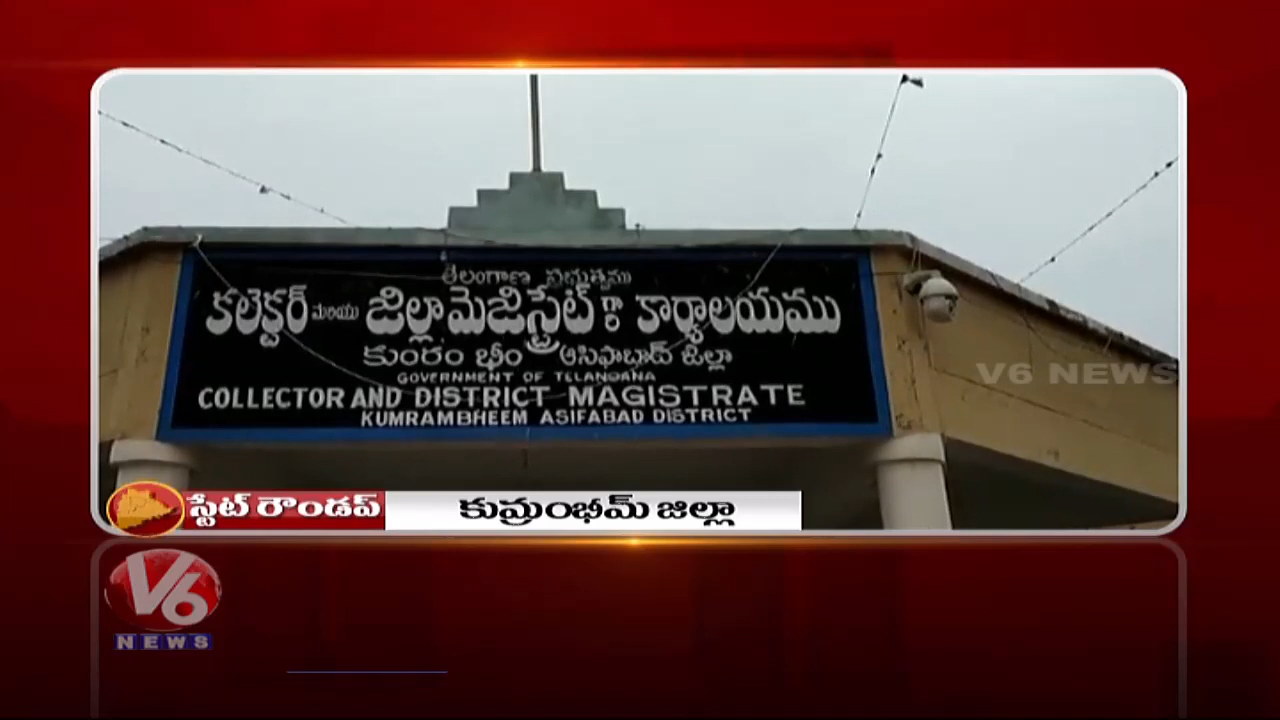 తెలంగాణ ప్రభుత్వము
కలెక్టర్ మరియు జిల్లా మెజిస్ట్రేట్ గారి కార్యాలయము
కుంరం భీం ఆసిఫాబాద్ జిల్లా
GOVERNMENT OF TELANGANA
COLLECTOR AND DISTRICT MAGISTRATE
KUMRAMBHEEM ASIFABAD DISTRICT
V6 NEWS
స్టేట్ రౌండప్ కుమ్రంభీమ్ జిల్లా
V6
NEWS